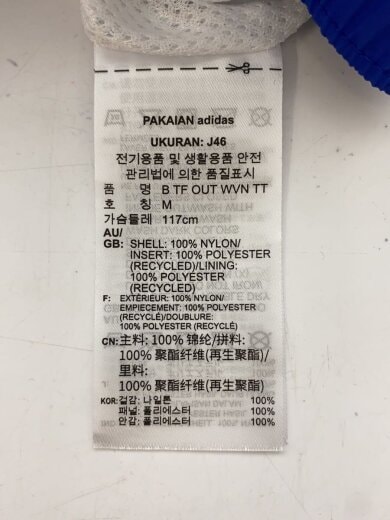 PAKAIAN adidas
UKURAN: J46
전기용품 및 생활용품 안전
관리법에 의한 품질표시
품 명 B TF OUT WVN TT
호 칭 M
가슴둘레 117cm
AU/
GB: SHELL: 100% NYLON/
INSERT: 100% POLYESTER
(RECYCLED)/LINING:
100% POLYESTER
(RECYCLED)
F: EXTÉRIEUR: 100% NYLON/
EMPIECEMENT: 100% POLYESTER
(RECYCLÉ)/DOUBLURE:
100% POLYESTER (RECYCLÉ)
CN: 主料: 100% 锦纶/拼料:
100% 聚酯纤维(再生聚酯)/
里料:
100% 聚酯纤维(再生聚酯)
KOR: 겉감: 나일론 100%
패널: 폴리에스터 100%
안감: 폴리에스터 100%